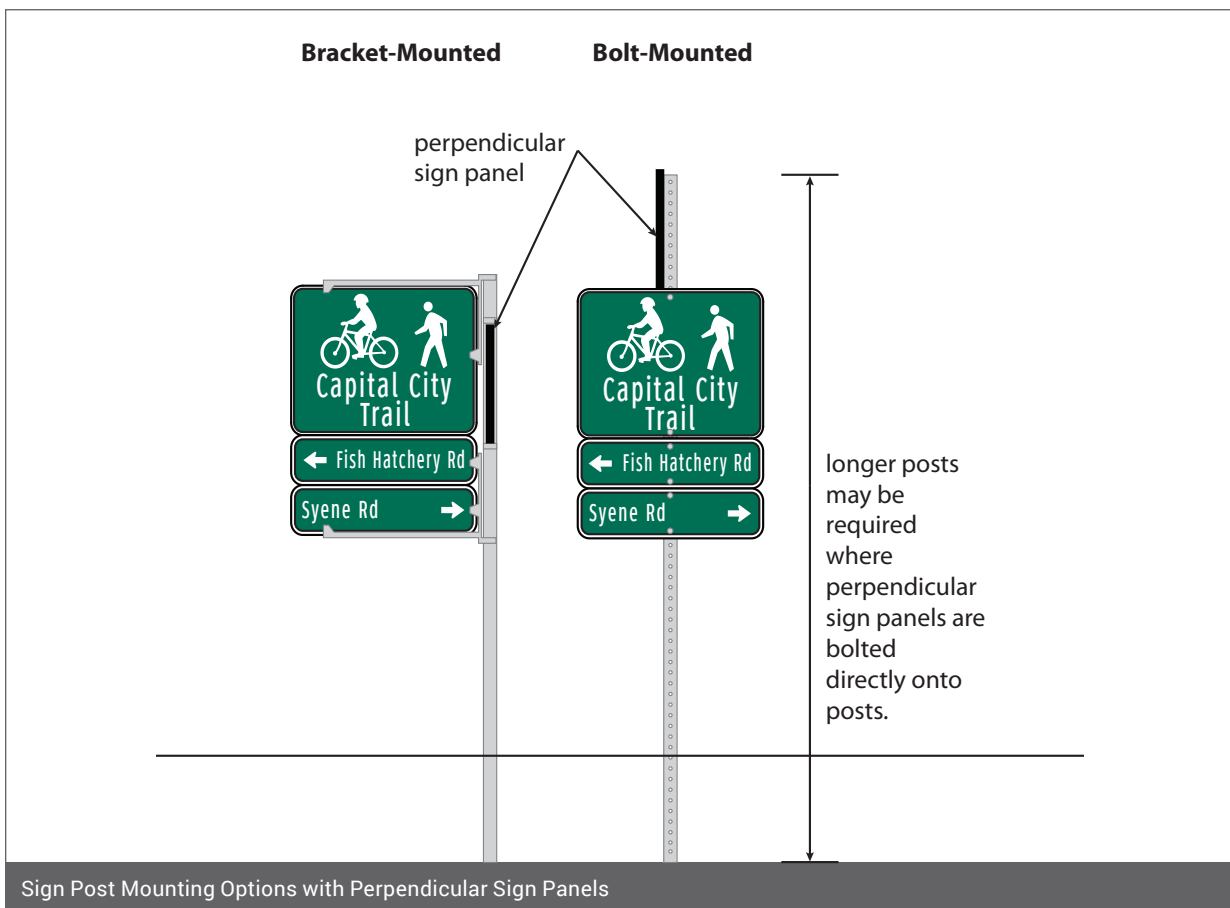 Bracket-Mounted
Bolt-Mounted
perpendicular
sign panel
Capital City
Trail
Fish Hatchery Rd
Syene Rd
Capital City
Trail
Fish Hatchery Rd
Syene Rd
longer posts
may be
required
where
perpendicular
sign panels are
bolted
directly onto
posts.
Sign Post Mounting Options with Perpendicular Sign Panels